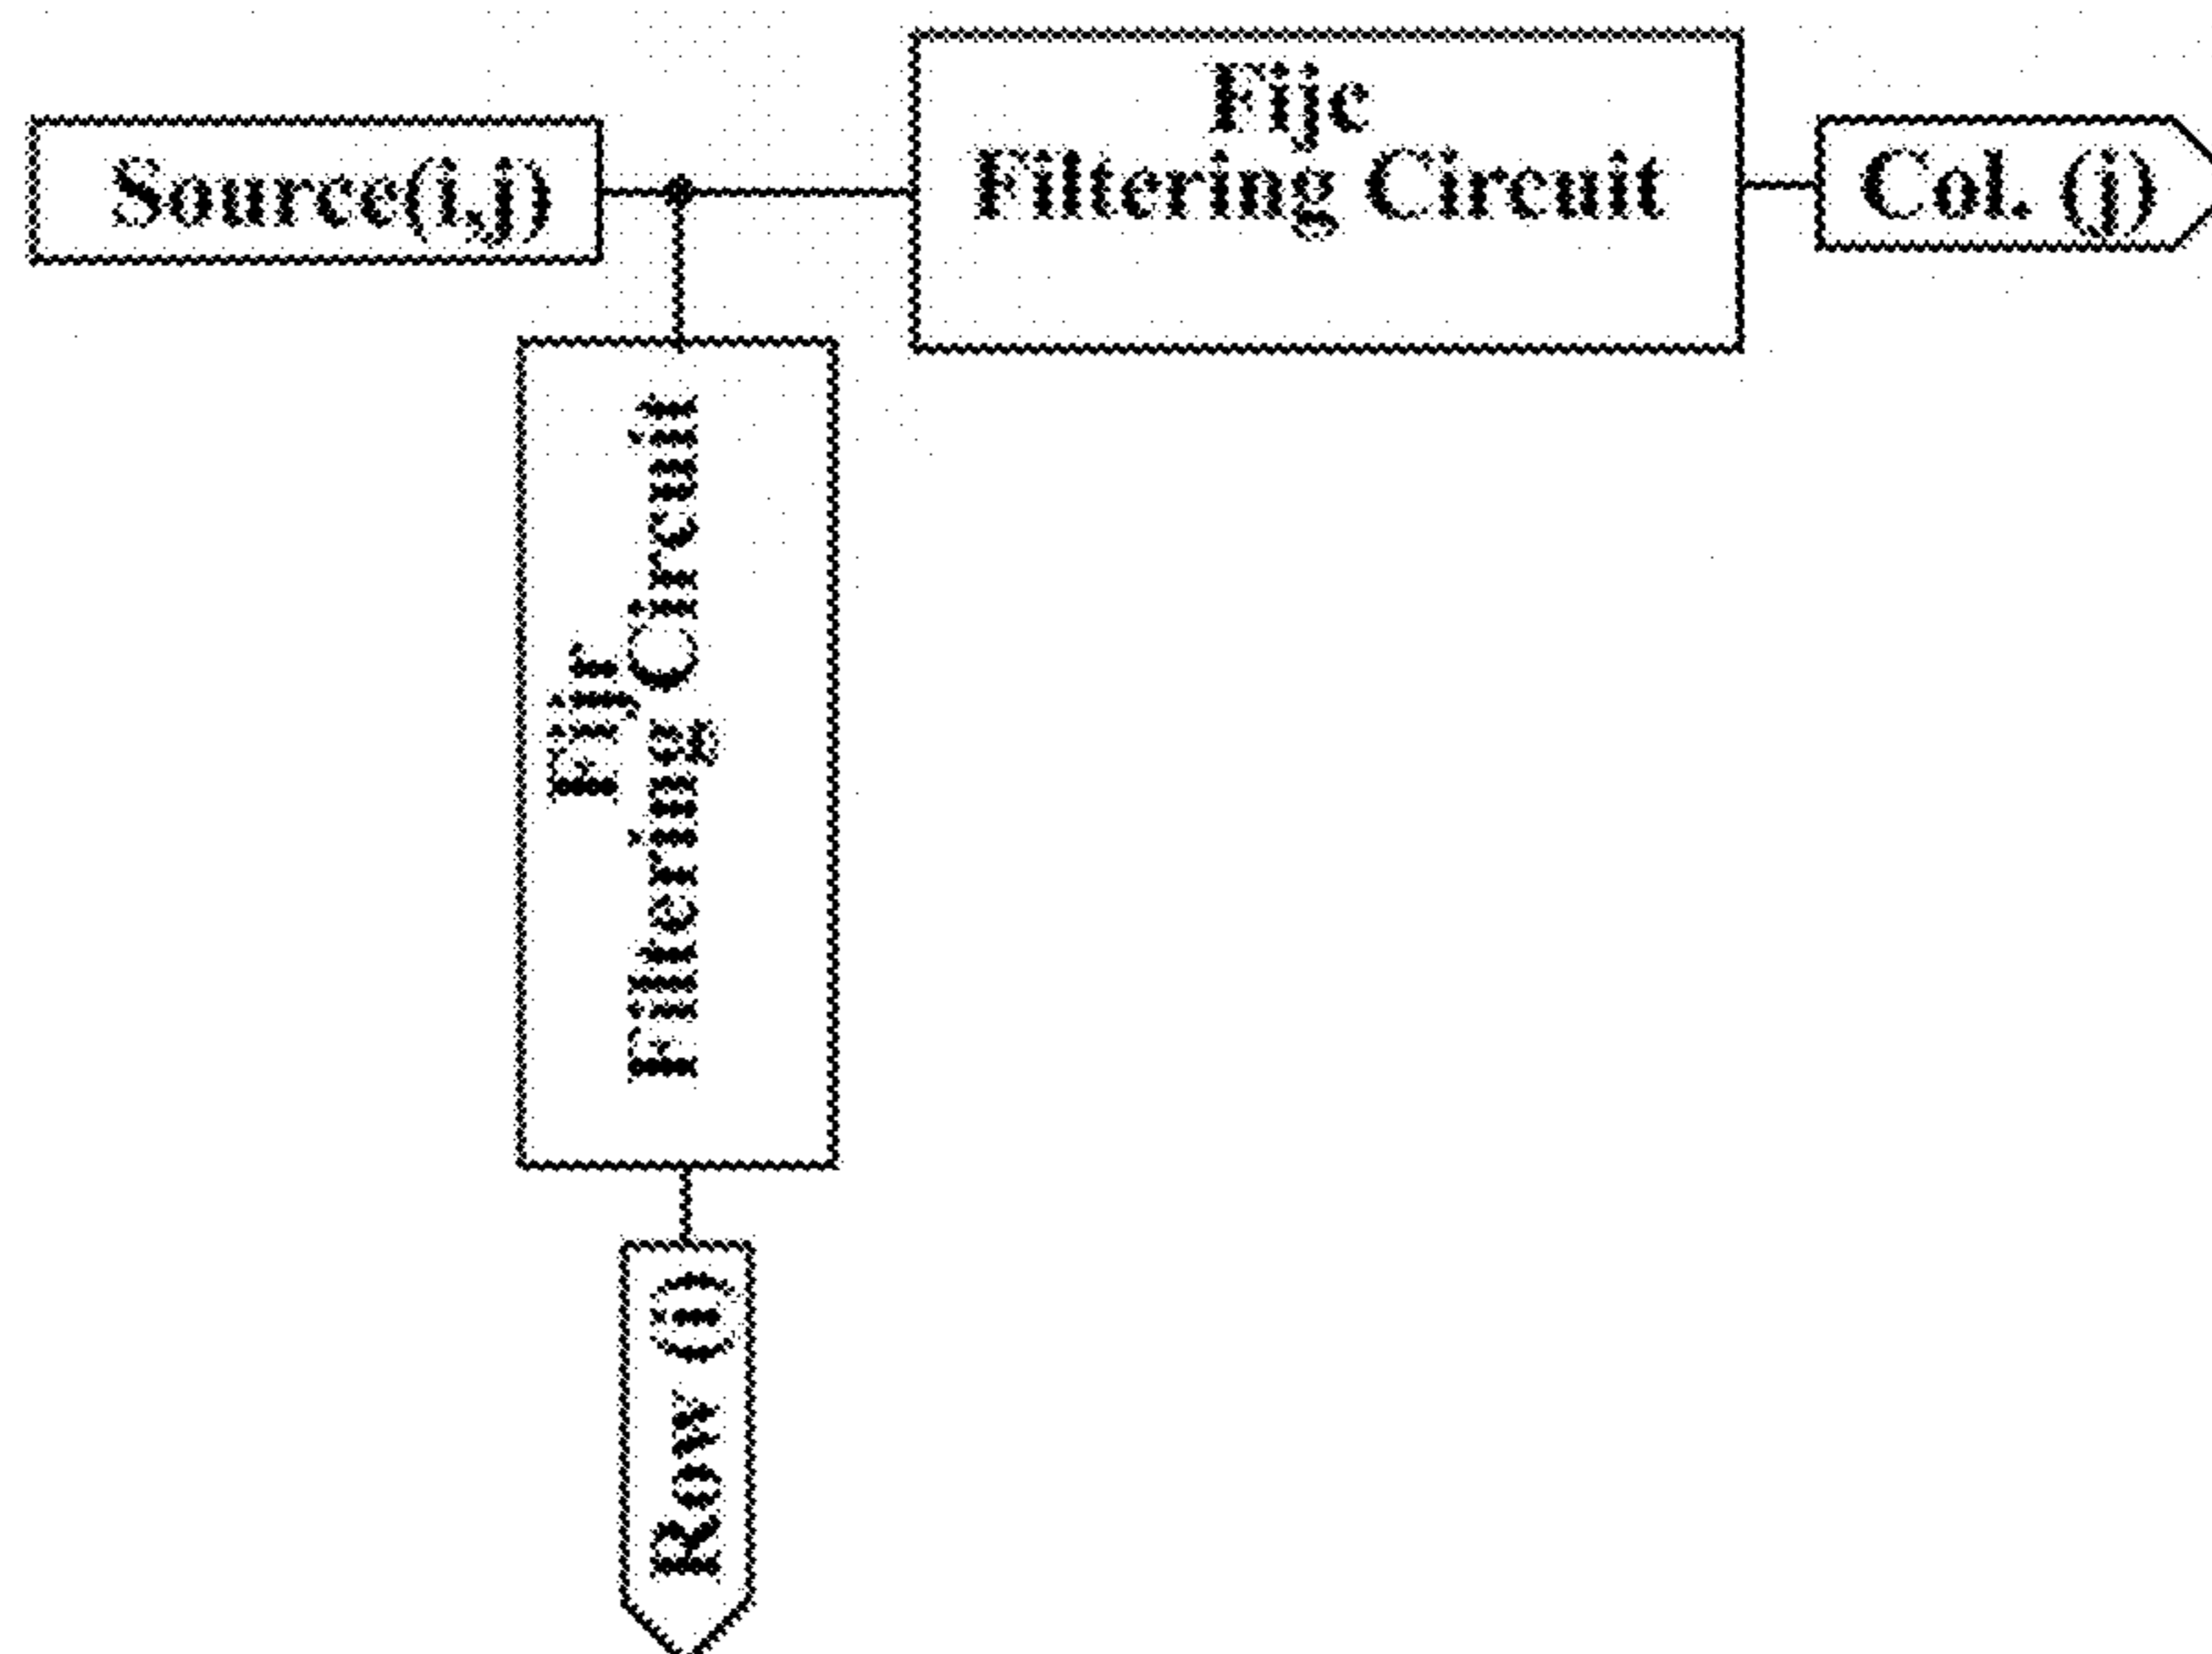 Source(i,j)
Fijc
Filtering Circuit
Col. (j)
Fijr
Filtering Circuit
Row (i)